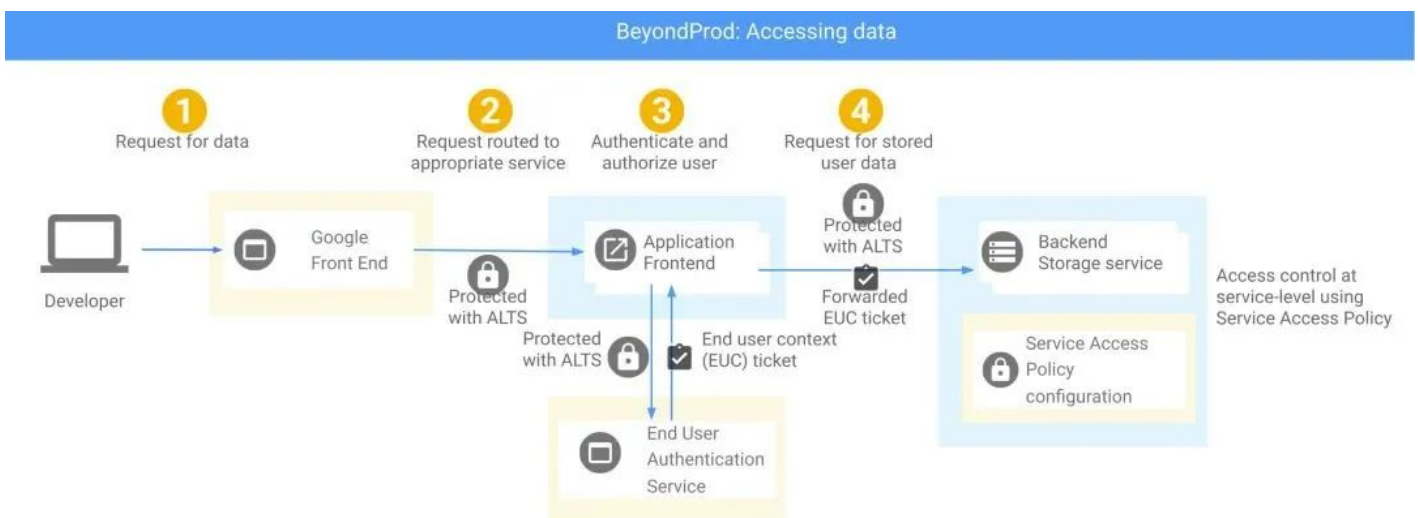 BeyondProd: Accessing data
1
Request for data
2
Request routed to
appropriate service
3
Authenticate and
authorize user
4
Request for stored
user data
Developer
Google
Front End
Protected
with ALTS
Application
Frontend
Protected
with ALTS
End user context
(EUC) ticket
End User
Authentication
Service
Protected
with ALTS
Forwarded
EUC ticket
Backend
Storage service
Service Access
Policy
configuration
Access control at
service-level using
Service Access Policy